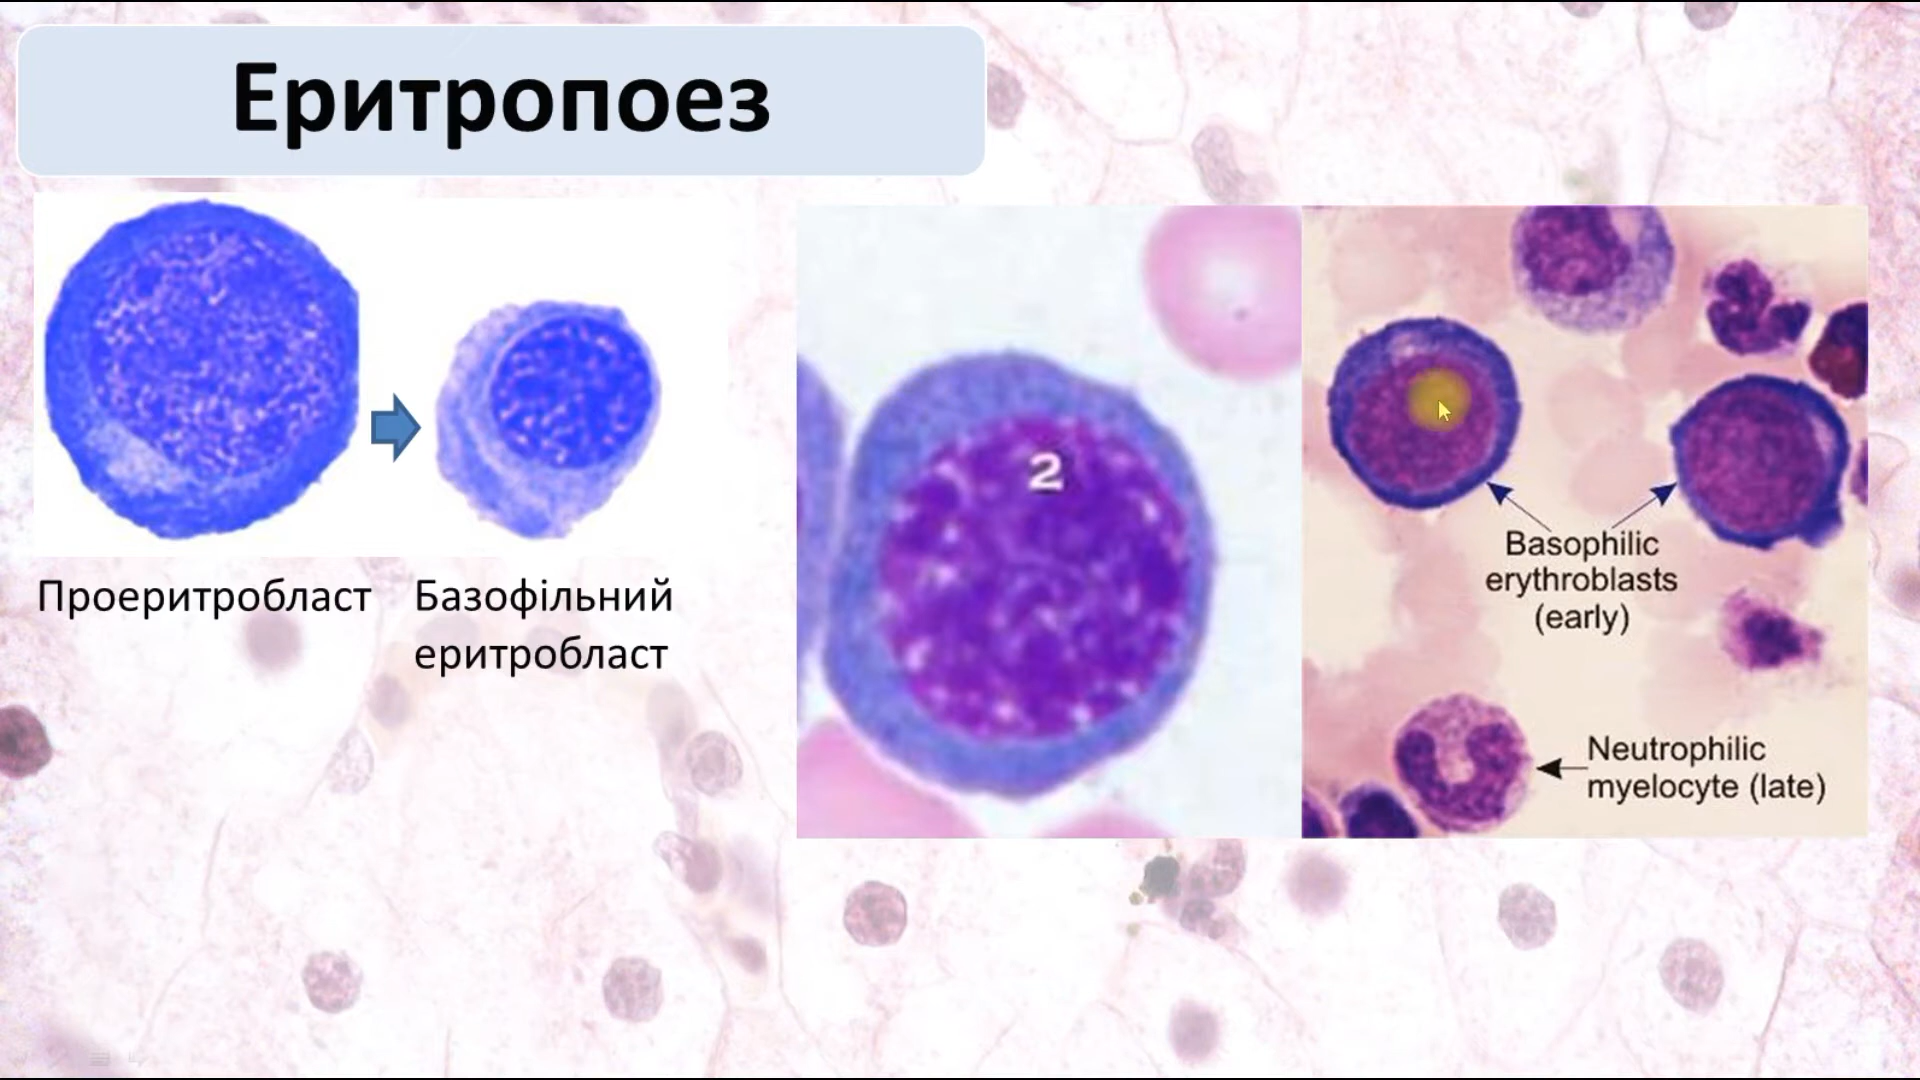 Еритропоез
Проеритробласт
Базофільний
еритробласт
2
Basophilic
erythroblasts
(early)
Neutrophilic
myelocyte (late)